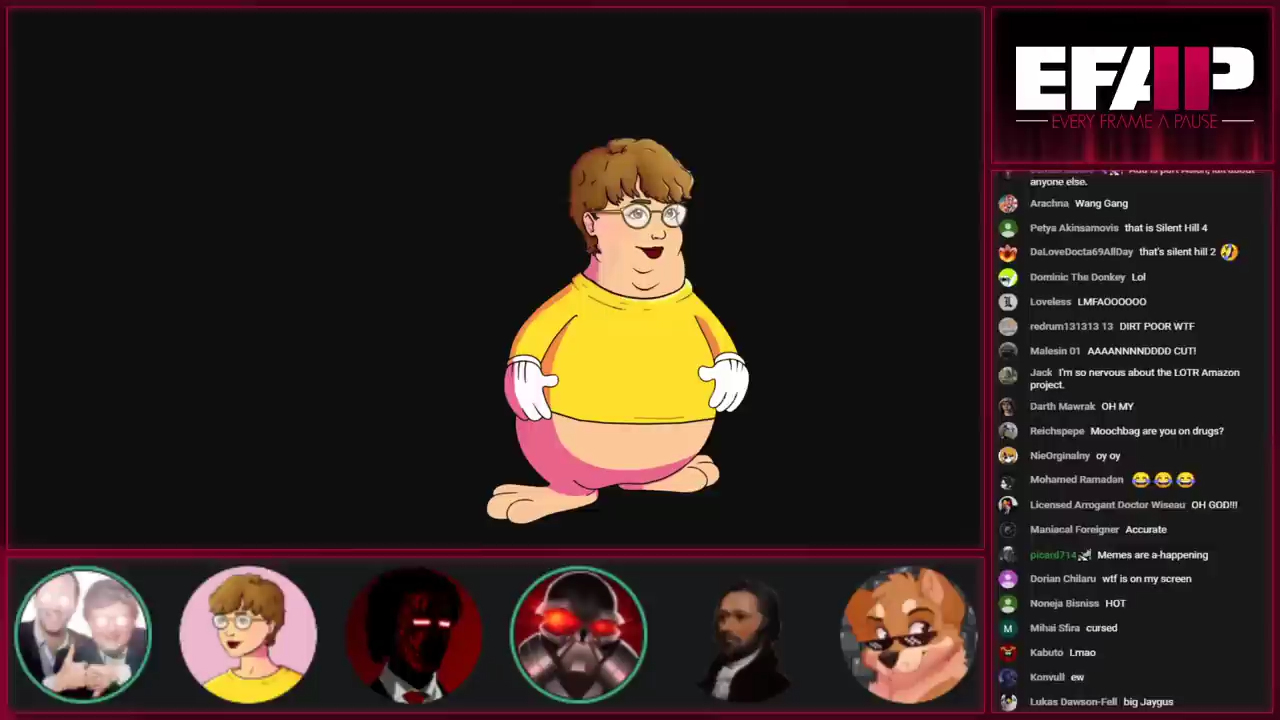 EFAP
EVERY FRAME A PAUSE
anyone else.
Arachna Wang Gang
Petya Akinsamovis that is Silent Hill 4
DaLoveDocta69AllDay that's silent hill 2 🤣
Dominic The Donkey Lol
L
Loveless LMFAOOOOOO
redrum131313 13 DIRT POOR WTF
Malesin 01 AAAANNNNDDDD CUT!
Jack I'm so nervous about the LOTR Amazon
project.
Darth Mawrak OH MY
Reichspepe Moochbag are you on drugs?
NieOrginalny oy oy
Mohamed Ramadan 😂😂😂
Licensed Arrogant Doctor Wiseau OH GOD!!!
Maniacal Foreigner Accurate
picard714 Memes are a-happening
Dorian Chilaru wtf is on my screen
Noneja Bisniss HOT
M
Mihai Sfira cursed
Kabuto Lmao
Konvull ew
Lukas Dawson-Fell big Jaygus